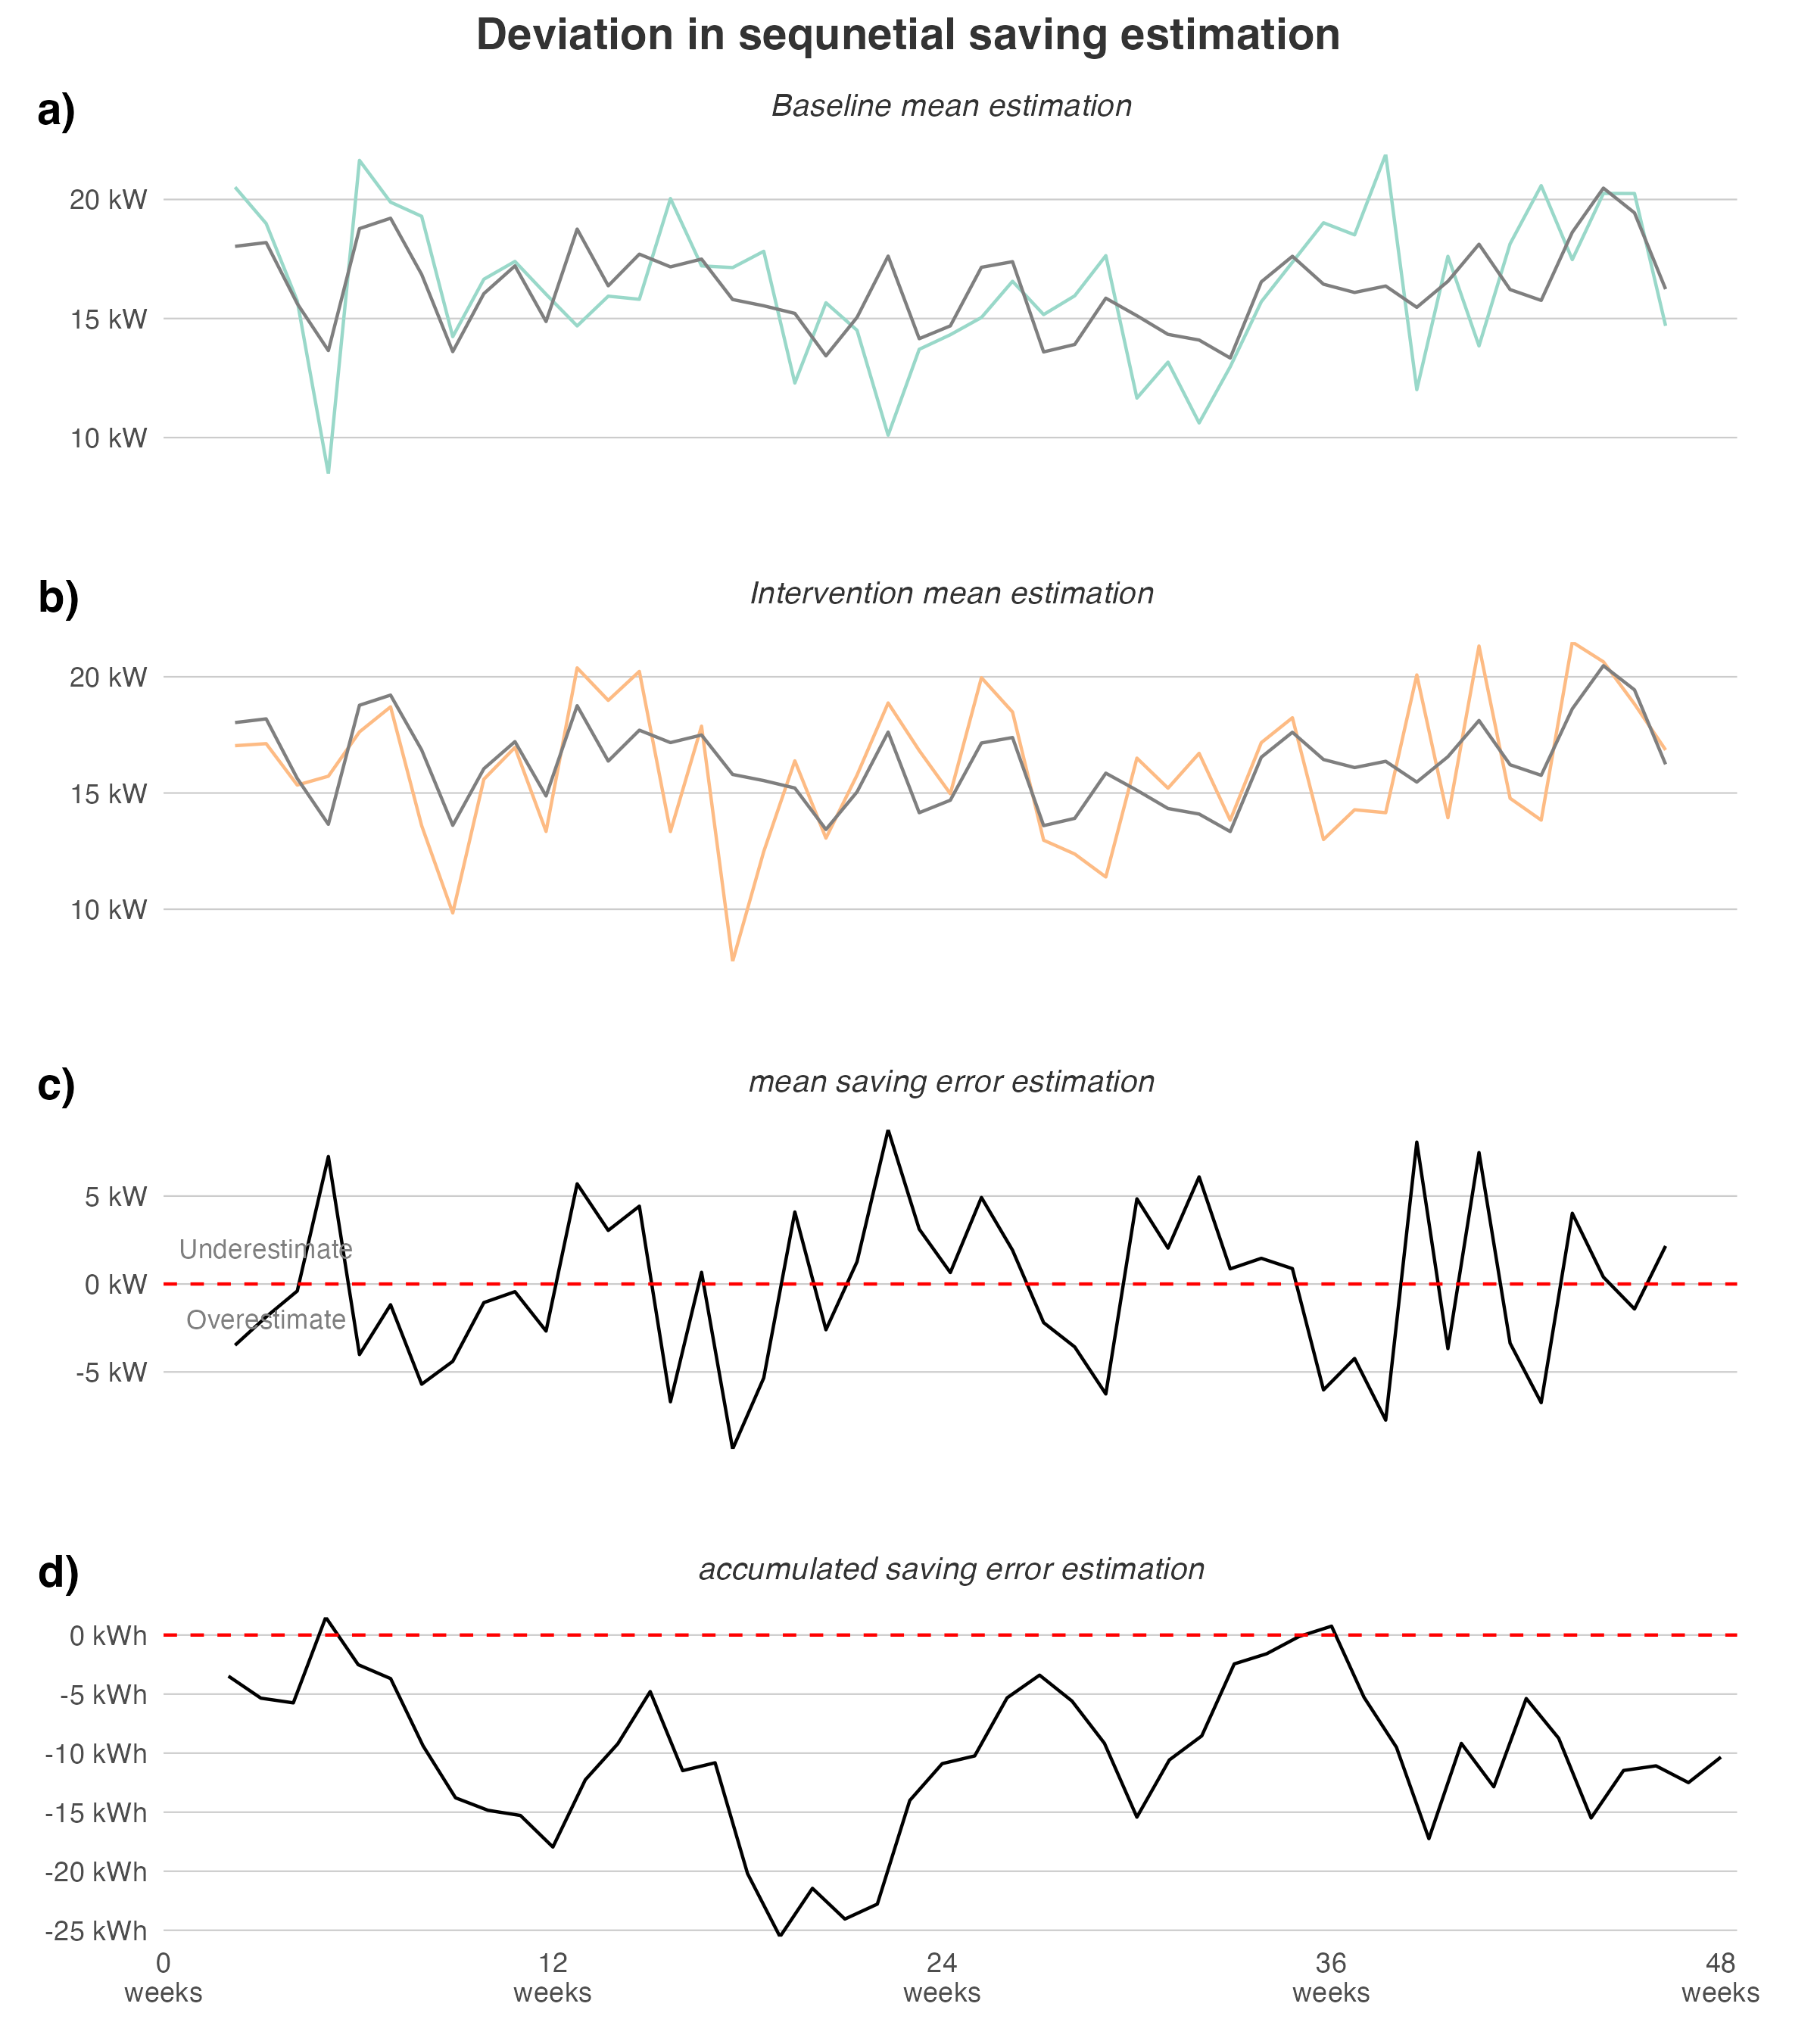 Deviation in sequnetial saving estimation
a)
Baseline mean estimation
20 kW
15 kW
10 kW
b)
Intervention mean estimation
20 kW
15 kW
10 kW
c)
mean saving error estimation
5 kW
Underestimate
0 kW
Overestimate
-5 kW
d)
accumulated saving error estimation
0 kWh
-5 kWh
-10 kWh
-15 kWh
-20 kWh
-25 kWh
0 12 24 36 48
weeks weeks weeks weeks weeks